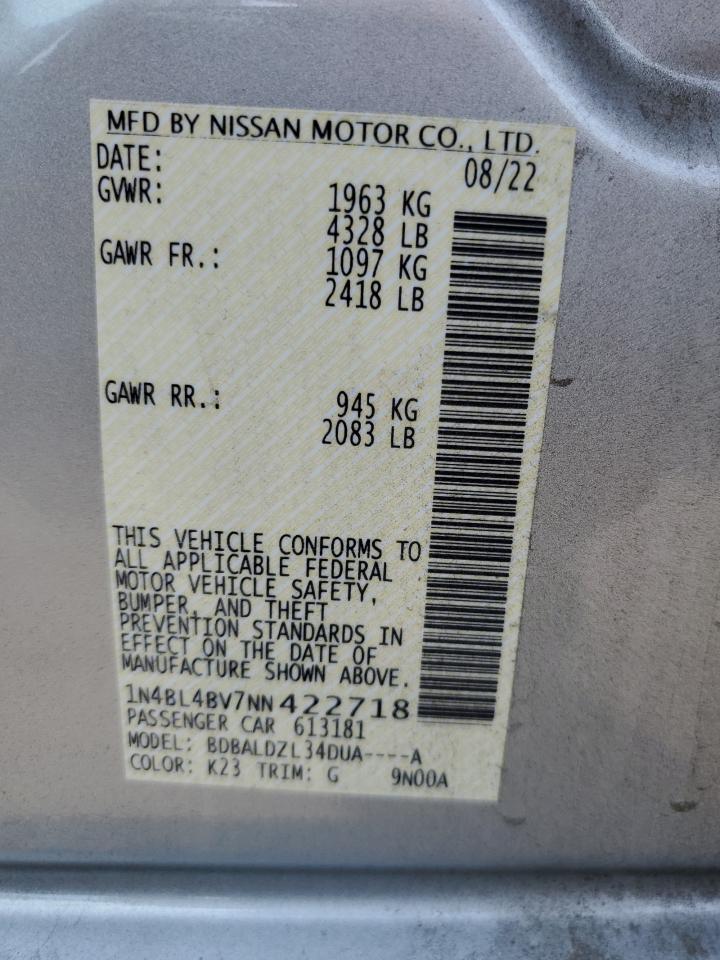 MFD BY NISSAN MOTOR CO., LTD.
DATE: 08/22
GVWR: 1963 KG
4328 LB
GAWR FR.: 1097 KG
2418 LB
GAWR RR.: 945 KG
2083 LB
THIS VEHICLE CONFORMS TO
ALL APPLICABLE FEDERAL
MOTOR VEHICLE SAFETY,
BUMPER, AND THEFT
PREVENTION STANDARDS IN
EFFECT ON THE DATE OF
MANUFACTURE SHOWN ABOVE.
1N4BL4BV7NN422718
PASSENGER CAR 613181
MODEL: BDBALDZL34DUA----A
COLOR: K23 TRIM: G 9N00A